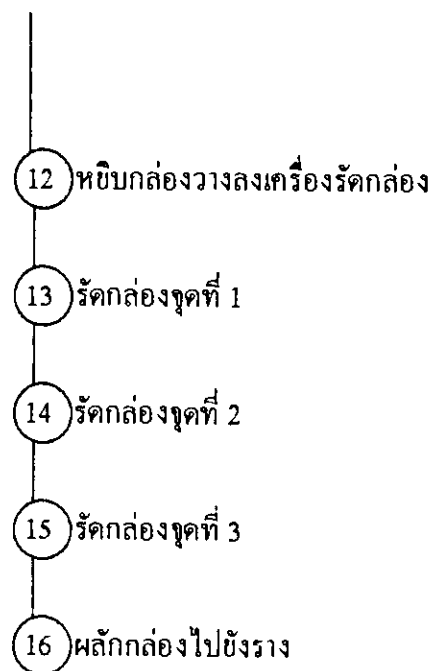 12 หยิบกล่องวางลงเครื่องรัดกล่อง
13 รัดกล่องจุดที่ 1
14 รัดกล่องจุดที่ 2
15 รัดกล่องจุดที่ 3
16 ผลักกล่องไปยังราง